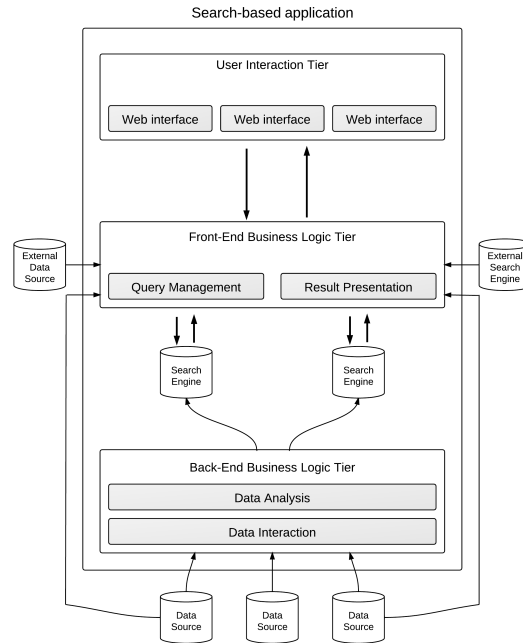 Search-based application
User Interaction Tier
Web interface
Web interface
Web interface
Front-End Business Logic Tier
External
Data
Source
External
Search
Engine
Query Management
Result Presentation
Search
Engine
Search
Engine
Back-End Business Logic Tier
Data Analysis
Data Interaction
Data
Source
Data
Source
Data
Source